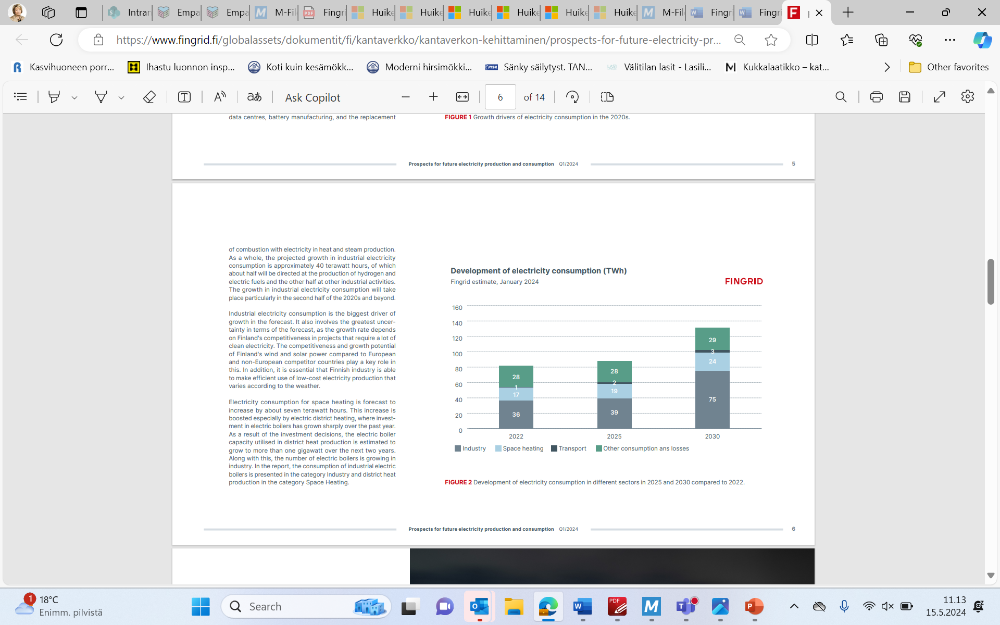 Intran
Empa
Empa
M-Fil
Fingri
Huike
Huike
Huike
Huike
Huike
Huike
M-Fil
Fingri
Fingri
https://www.fingrid.fi/globalassets/dokumentit/fi/kantaverkko/kantaverkon-kehittaminen/prospects-for-future-electricity-pr...
Kasvihuoneen porr...
Ihastu luonnon insp...
Koti kuin kesämökk...
Moderni hirsimökki...
JYSK
Sänky säilytyst. TAN...
Välitilan lasit - Lasili...
Kukkalaatikko – kat...
Other favorites
Ask Copilot
6
of 14
data centres, battery manufacturing, and the replacement
FIGURE 1 Growth drivers of electricity consumption in the 2020s.
Prospects for future electricity production and consumption Q1/2024
5
of combustion with electricity in heat and steam production.
As a whole, the projected growth in industrial electricity
consumption is approximately 40 terawatt hours, of which
about half will be directed at the production of hydrogen and
electric fuels and the other half at other industrial activities.
The growth in industrial electricity consumption will take
place particularly in the second half of the 2020s and beyond.
Industrial electricity consumption is the biggest driver of
growth in the forecast. It also involves the greatest uncer-
tainty in terms of the forecast, as the growth rate depends
on Finland's competitiveness in projects that require a lot of
clean electricity. The competitiveness and growth potential
of Finland's wind and solar power compared to European
and non-European competitor countries play a key role in
this. In addition, it is essential that Finnish industry is able
to make efficient use of low-cost electricity production that
varies according to the weather.
Electricity consumption for space heating is forecast to
increase by about seven terawatt hours. This increase is
boosted especially by electric district heating, where invest-
ment in electric boilers has grown sharply over the past year.
As a result of the investment decisions, the electric boiler
capacity utilised in district heat production is estimated to
grow to more than one gigawatt over the next two years.
Along with this, the number of electric boilers is growing in
industry. In the report, the consumption of industrial electric
boilers is presented in the category Industry and district heat
production in the category Space Heating.
Development of electricity consumption (TWh)
Fingrid estimate, January 2024
FINGRID
160
140
120
100
80
60
40
20
0
28
1
17
36
28
2
19
39
29
3
24
75
2022
2025
2030
Industry
Space heating
Transport
Other consumption ans losses
FIGURE 2 Development of electricity consumption in different sectors in 2025 and 2030 compared to 2022.
Prospects for future electricity production and consumption Q1/2024
6
1
18°C
Enimm. pilvistä
Search
PDF
11.13
15.5.2024